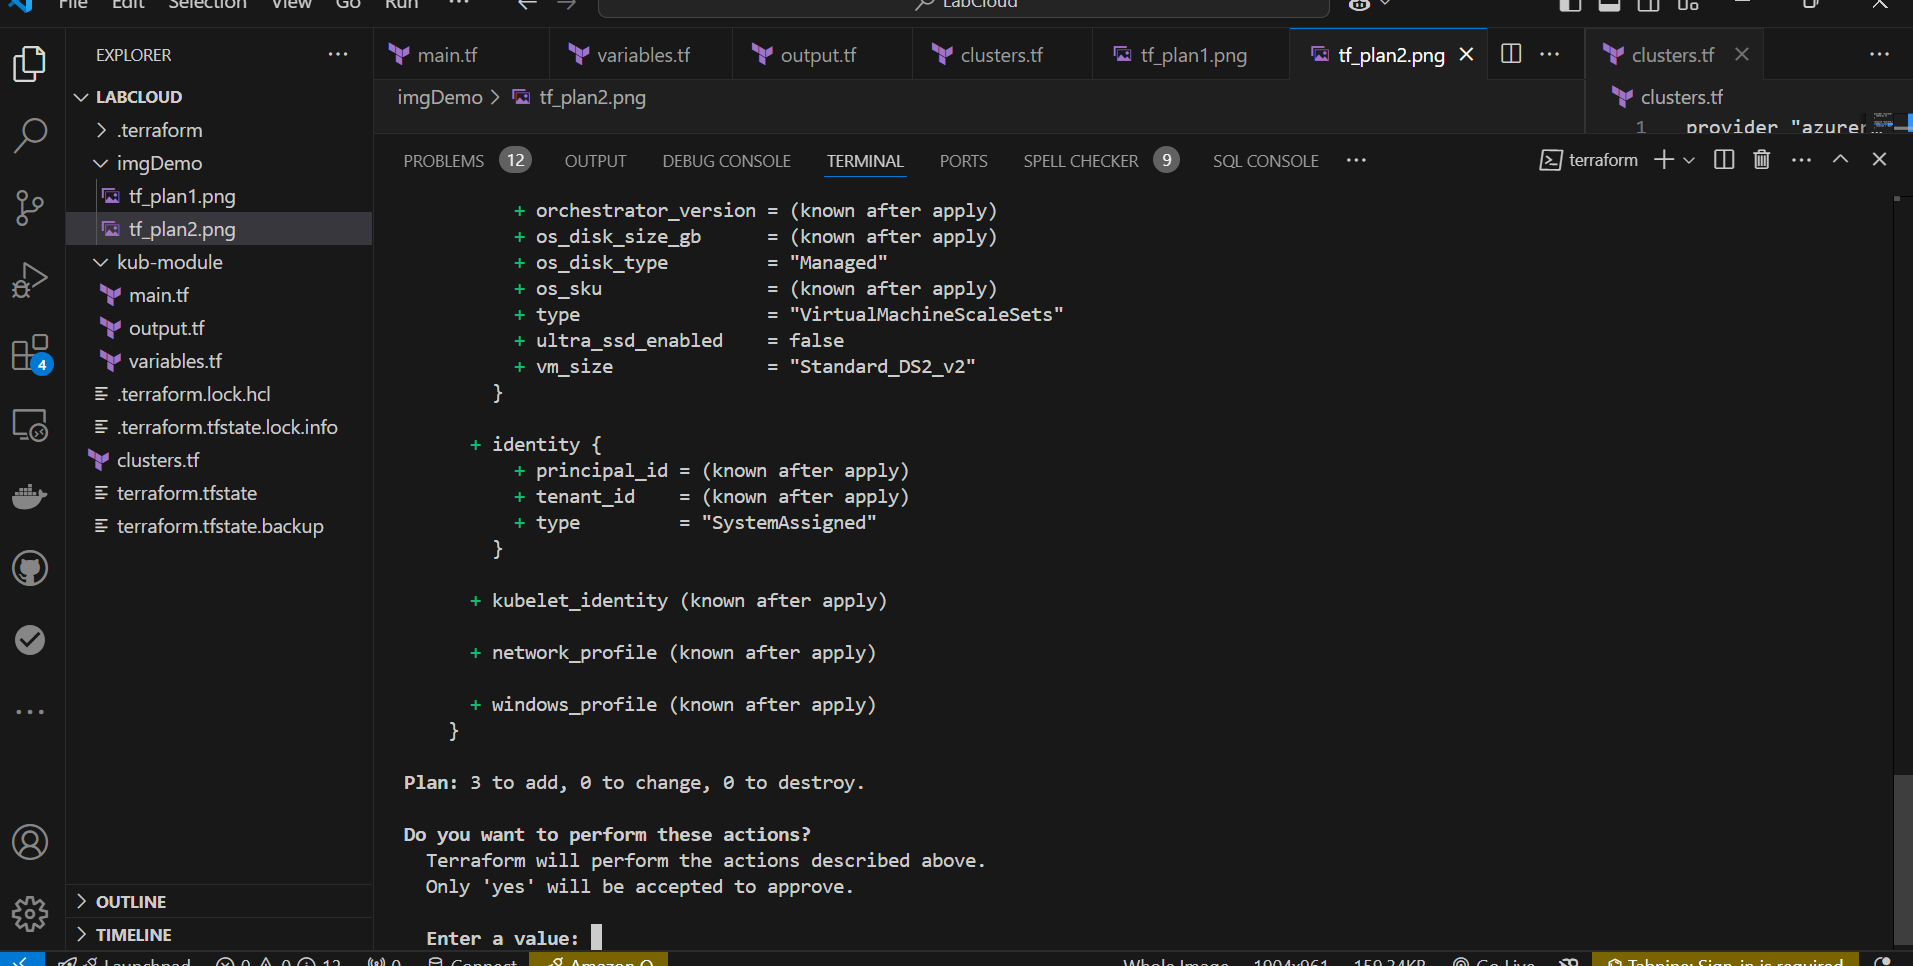 File Edit Selection View Go Run ··· LabCloud
EXPLORER ···
LABCLOUD
.terraform
imgDemo
tf_plan1.png
tf_plan2.png
kub-module
main.tf
output.tf
variables.tf
.terraform.lock.hcl
.terraform.tfstate.lock.info
clusters.tf
terraform.tfstate
terraform.tfstate.backup
4
OUTLINE
TIMELINE
main.tf variables.tf output.tf clusters.tf tf_plan1.png tf_plan2.png ··· clusters.tf ···
imgDemo > tf_plan2.png
clusters.tf
1 provider "azurer
PROBLEMS 12 OUTPUT DEBUG CONSOLE TERMINAL PORTS SPELL CHECKER 9 SQL CONSOLE ··· terraform ···
+ orchestrator_version = (known after apply)
+ os_disk_size_gb = (known after apply)
+ os_disk_type = "Managed"
+ os_sku = (known after apply)
+ type = "VirtualMachineScaleSets"
+ ultra_ssd_enabled = false
+ vm_size = "Standard_DS2_v2"
}
+ identity {
+ principal_id = (known after apply)
+ tenant_id = (known after apply)
+ type = "SystemAssigned"
}
+ kubelet_identity (known after apply)
+ network_profile (known after apply)
+ windows_profile (known after apply)
}
Plan: 3 to add, 0 to change, 0 to destroy.
Do you want to perform these actions?
Terraform will perform the actions described above.
Only 'yes' will be accepted to approve.
Enter a value:
Launchpad 0 0 12 0 Connect Amazon Q Whole Image 1904x961 159.34KB Go Live Tabnine: Sign-in is required